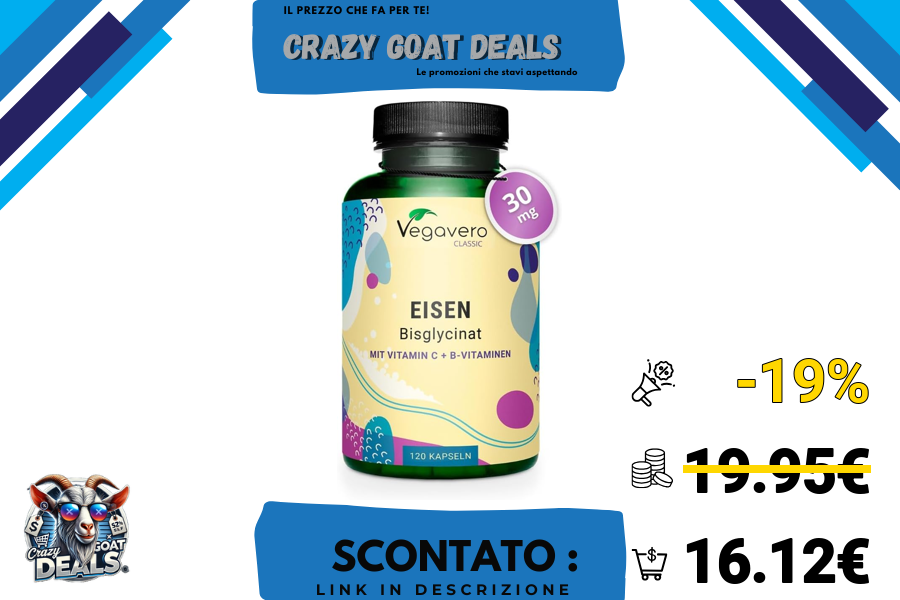 IL PREZZO CHE FA PER TE!
CRAZY GOAT DEALS
Le promozioni che stavi aspettando
30
mg
Vegavero
CLASSIC
EISEN
Bisglycinat
MIT VITAMIN C + B-VITAMINEN
120 KAPSELN
-19%
19.95€
16.12€
SCONTATO :
LINK IN DESCRIZIONE
Crazy
GOAT
DEALS